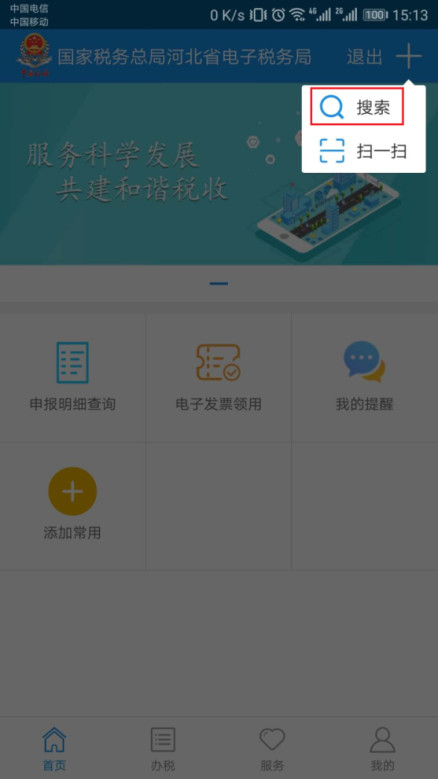 中国电信
中国移动
0 K/s 4G 2G 100 15:13
国家税务总局河北省电子税务局 退出
搜索
扫一扫
服务科学发展
共建和谐税收
申报明细查询 电子发票领用 我的提醒
添加常用
首页 办税 服务 我的